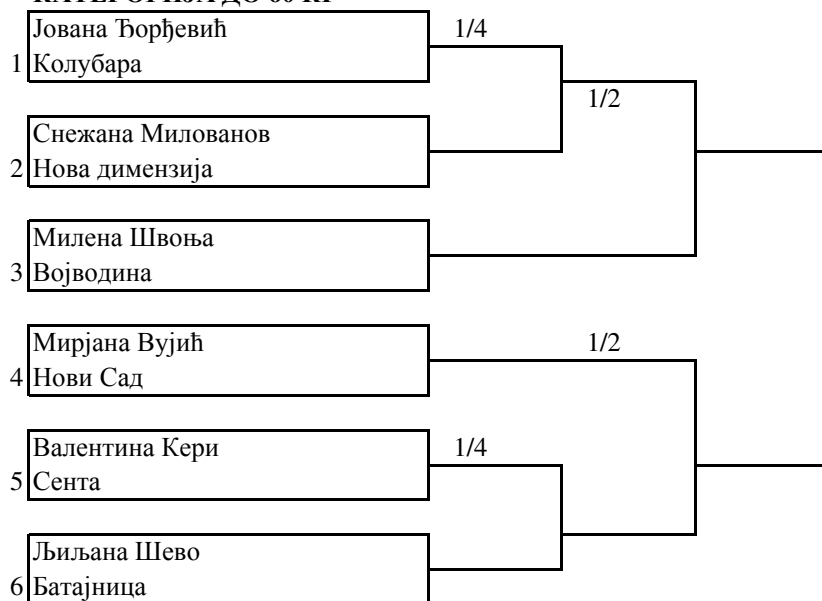 Јована Ђорђевић 1/4
1 Колубара
1/2
Снежана Милованов
2 Нова димензија
Милена Швоња
3 Војводина
Мирјана Вујић 1/2
4 Нови Сад
Валентина Кери 1/4
5 Сента
Љиљана Шево
6 Батајница